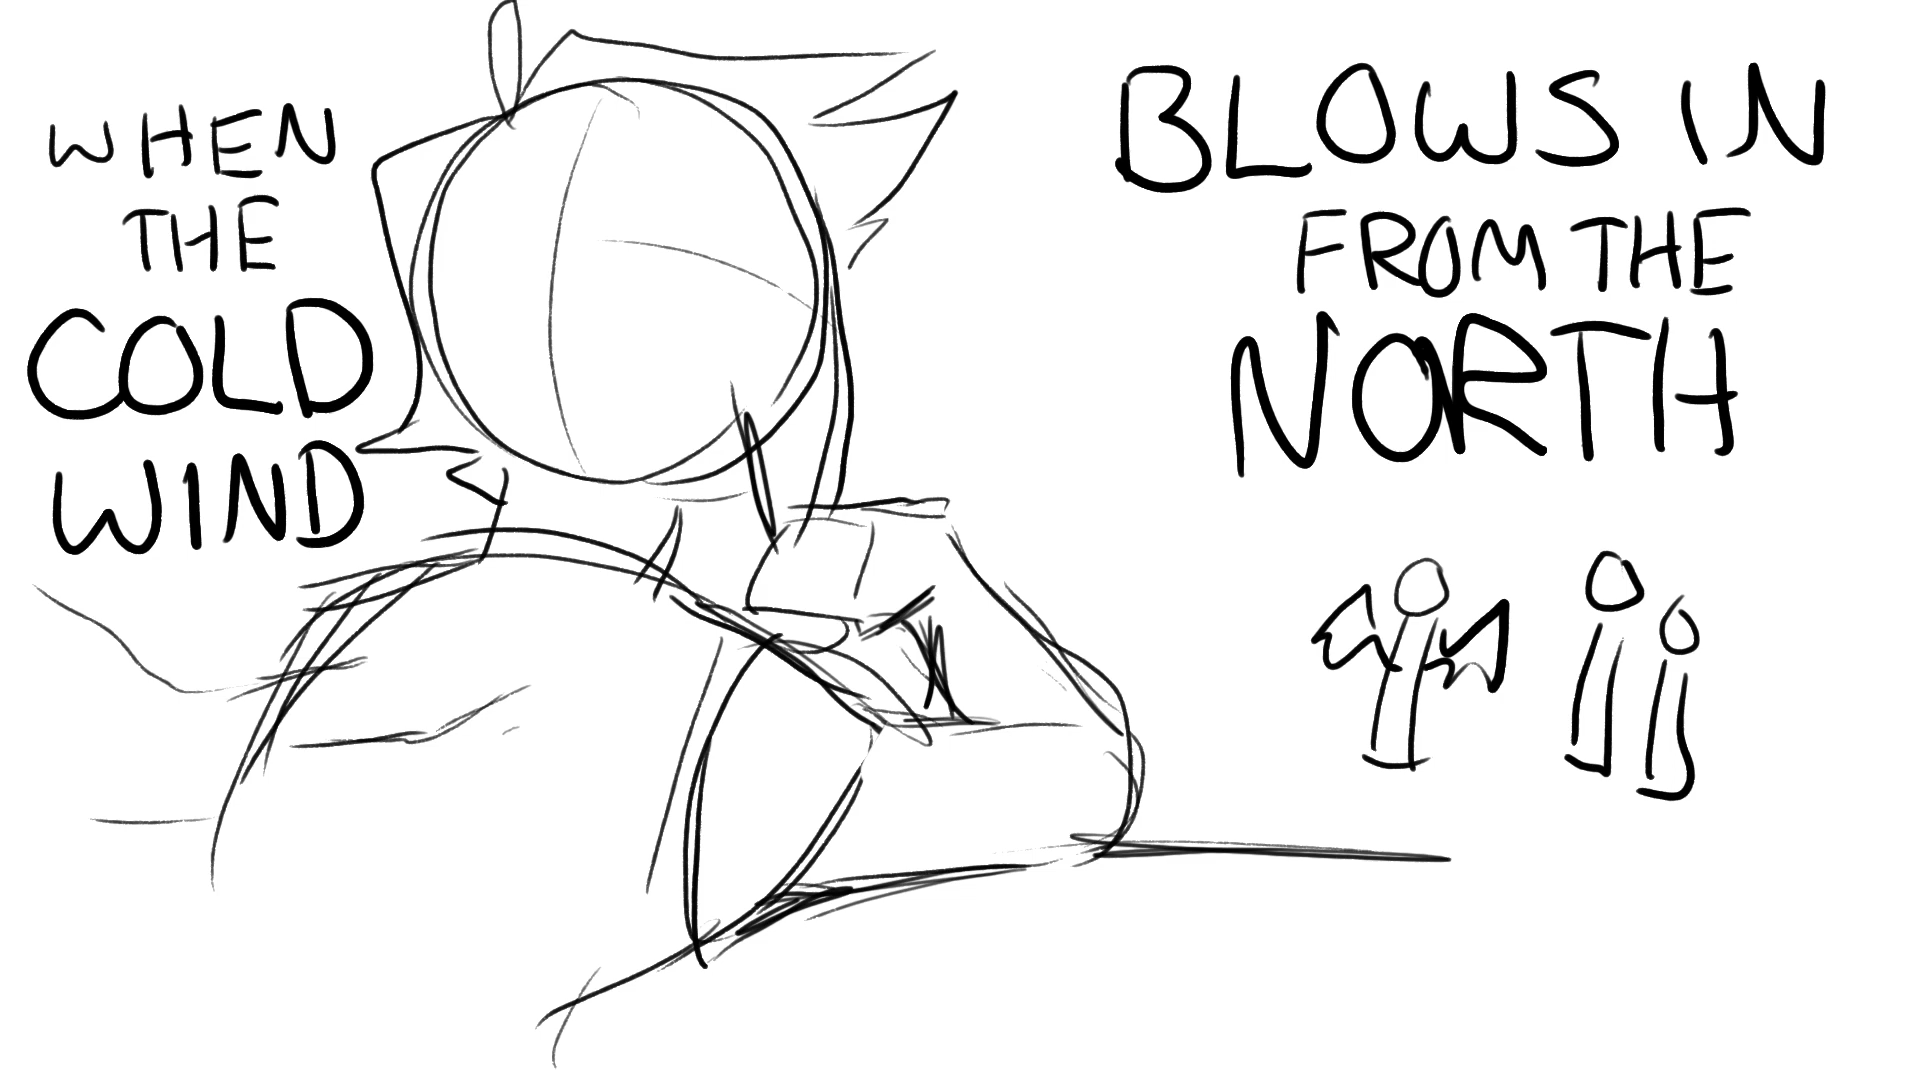 WHEN
THE
COLD
WIND
BLOWS IN
FROM THE
NORTH